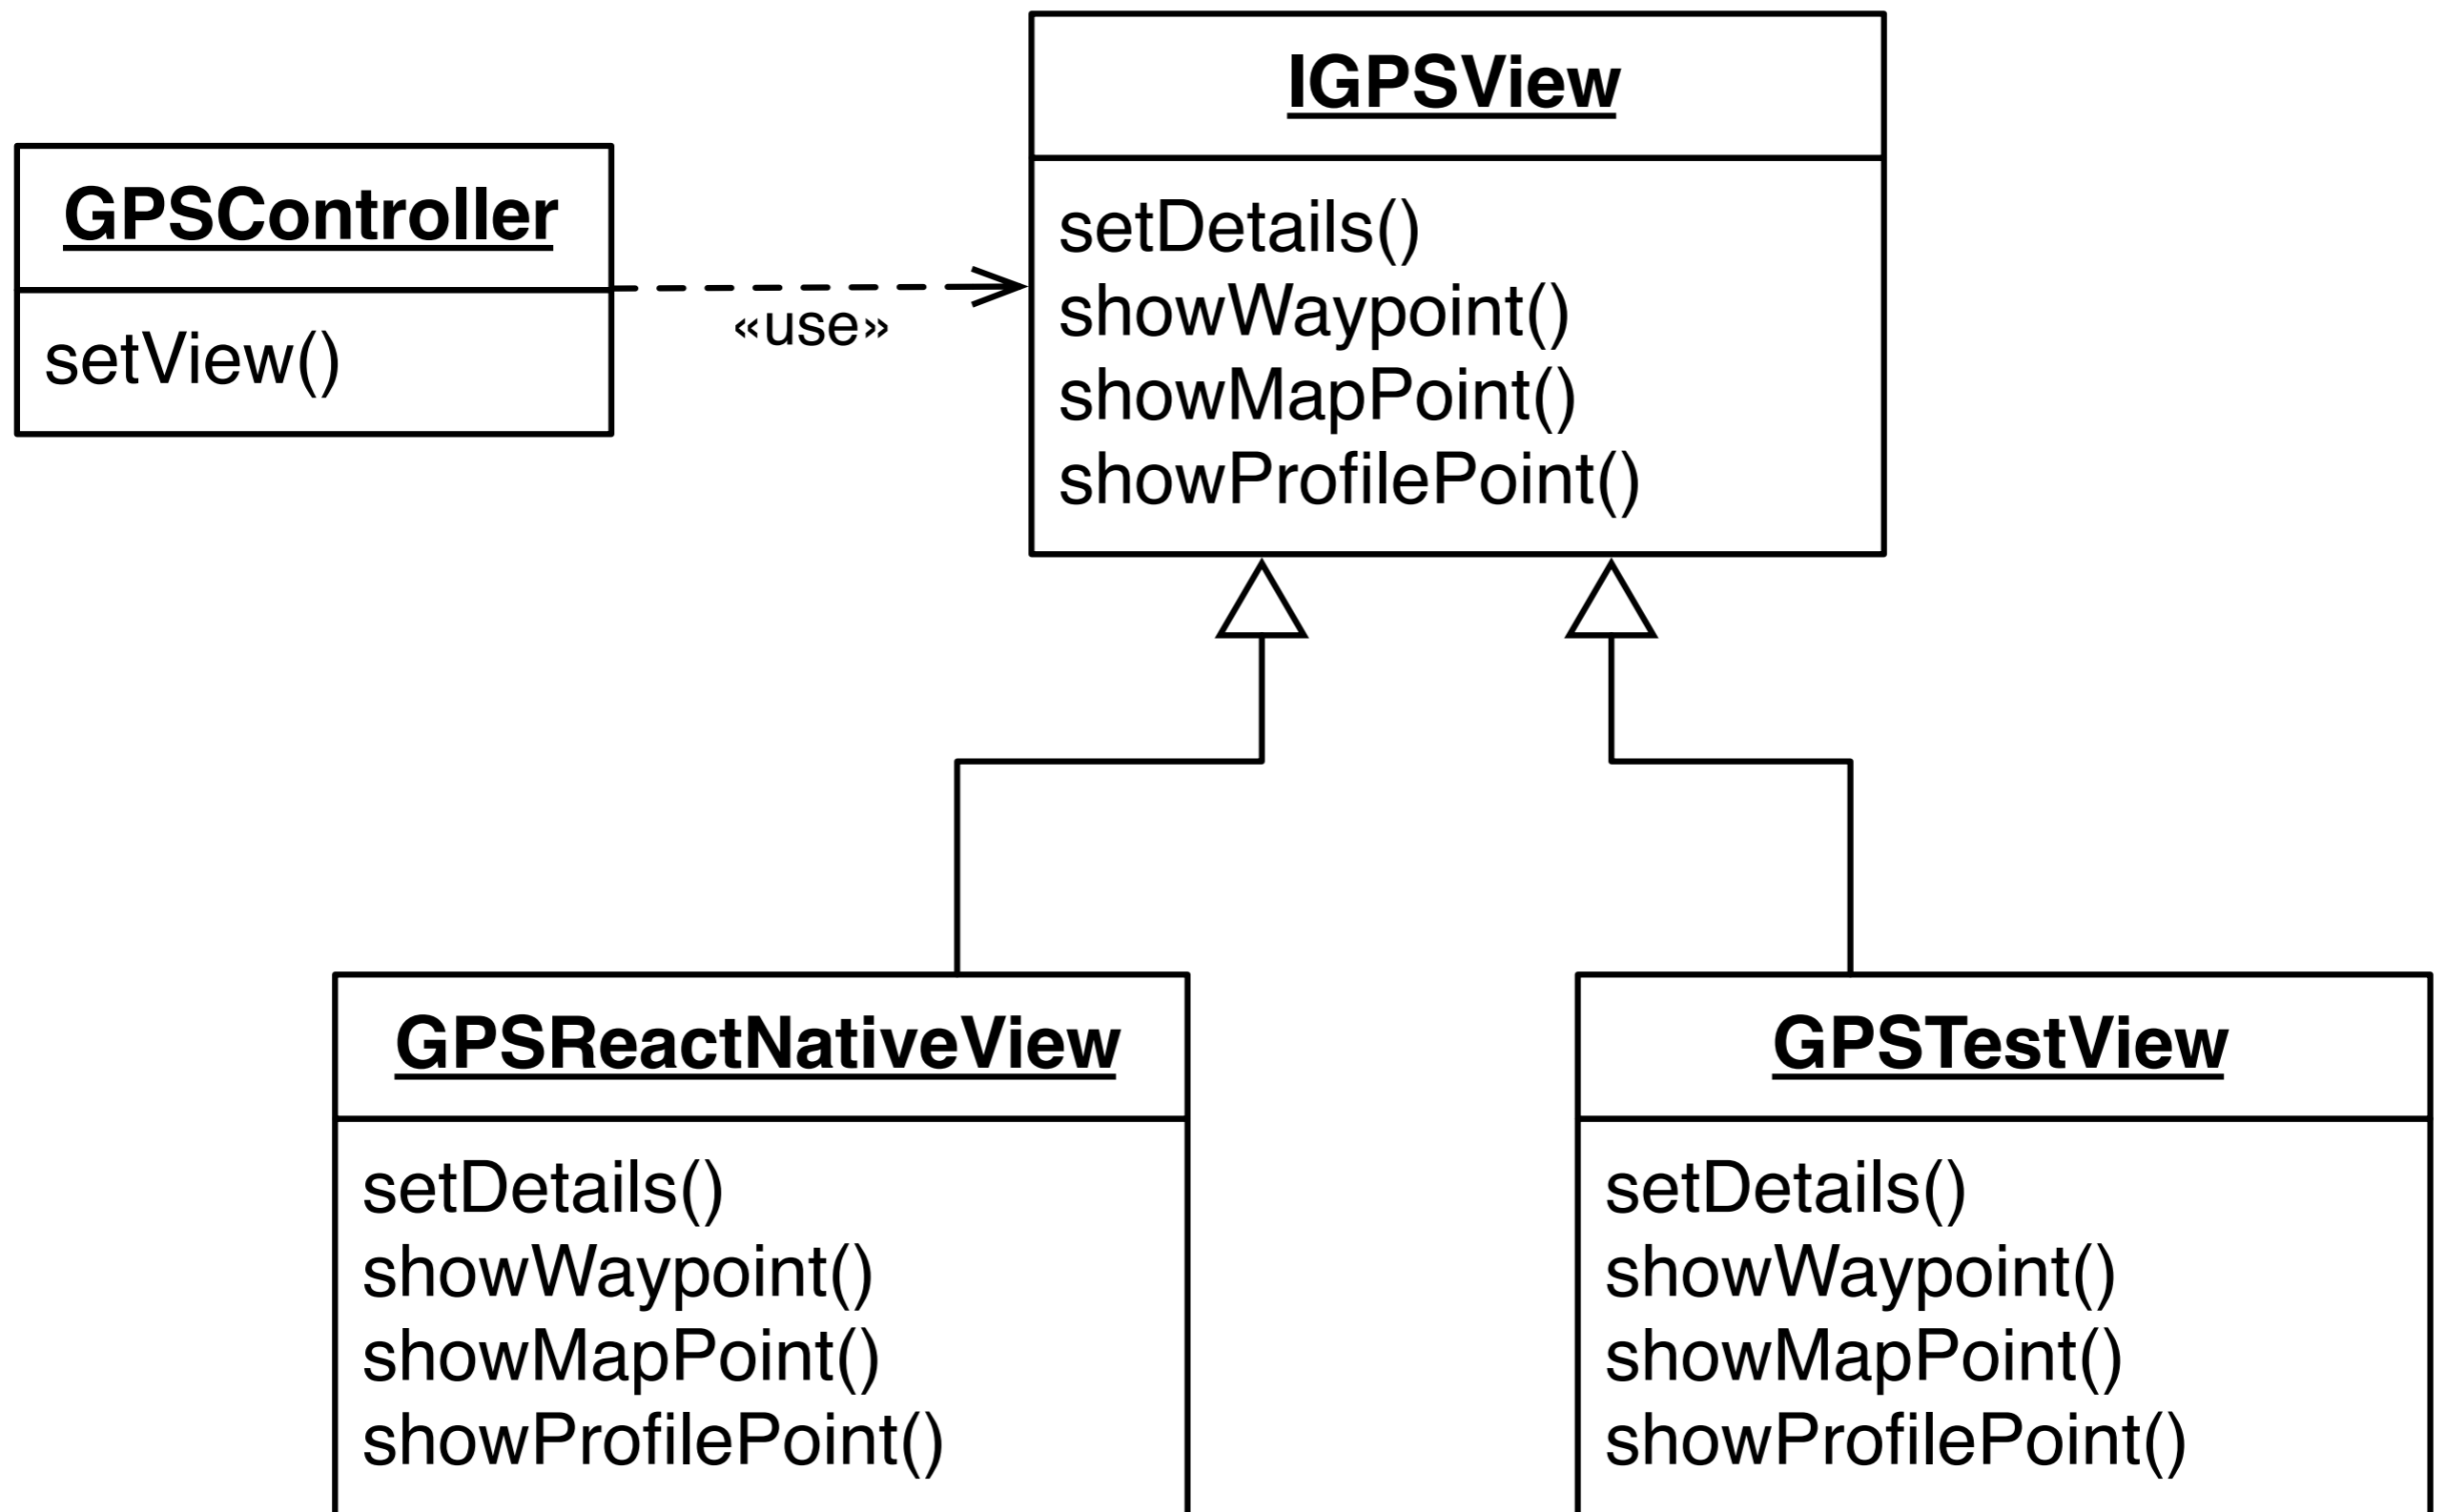 IGPSView
setDetails()
showWaypoint()
showMapPoint()
showProfilePoint()
GPSController
setView()
«use»
GPSReactNativeView
setDetails()
showWaypoint()
showMapPoint()
showProfilePoint()
GPSTestView
setDetails()
showWaypoint()
showMapPoint()
showProfilePoint()